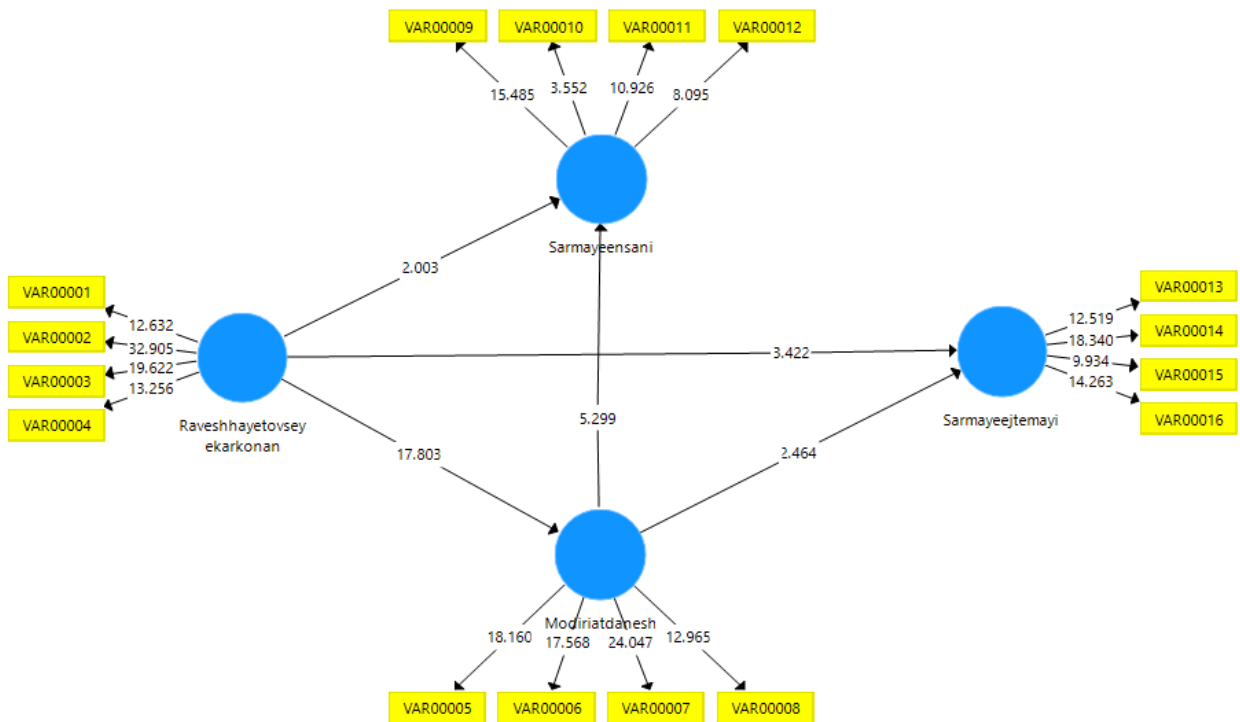 VAR00009
VAR00010
VAR00011
VAR00012
15.485
3.552
10.926
8.095
Sarmayeensani
2.003
VAR00001
VAR00002
VAR00003
VAR00004
12.632
32.905
19.622
13.256
Raveshhayetovsey
ekarkonan
3.422
5.299
17.803
2.464
VAR00013
VAR00014
VAR00015
VAR00016
12.519
18.340
9.934
14.263
Sarmayeejtemayi
Modiriatdanesh
18.160
17.568
24.047
12.965
VAR00005
VAR00006
VAR00007
VAR00008